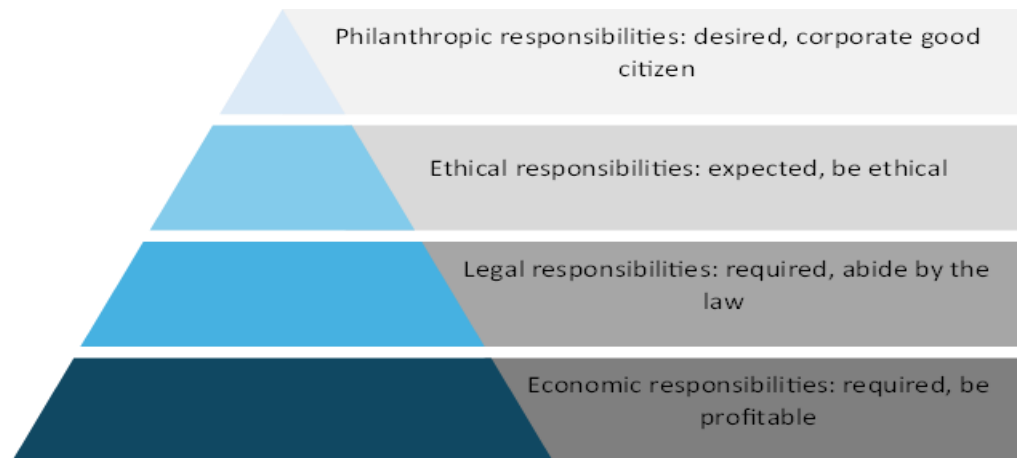 Philanthropic responsibilities: desired, corporate good
citizen
Ethical responsibilities: expected, be ethical
Legal responsibilities: required, abide by the
law
Economic responsibilities: required, be
profitable